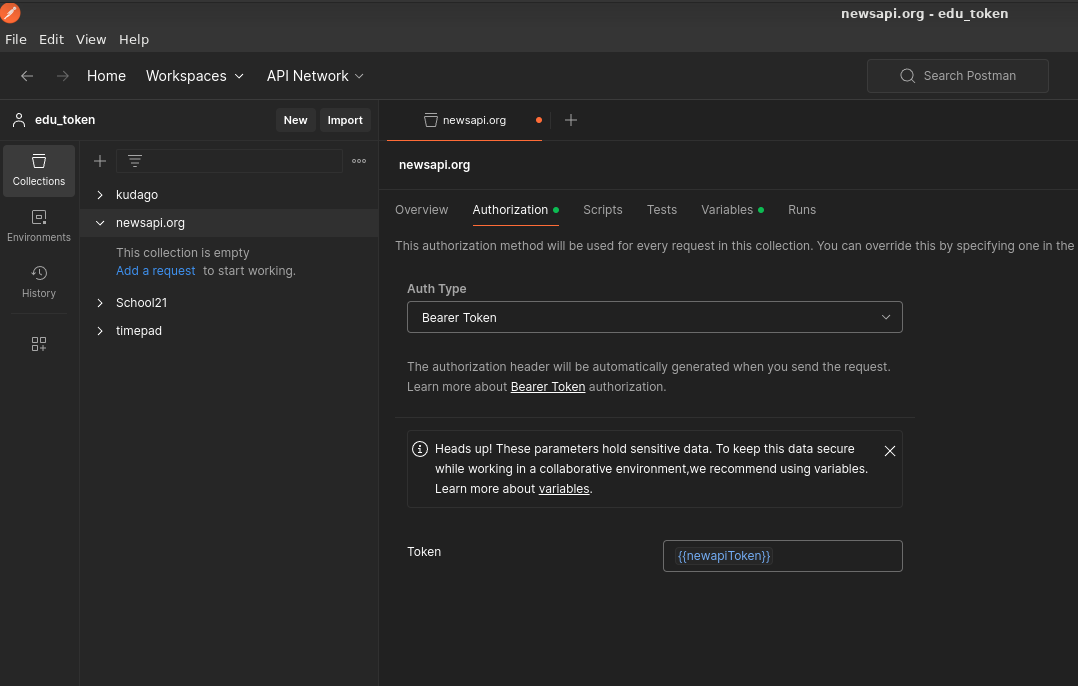 newsapi.org - edu_token
File Edit View Help
Home Workspaces API Network Search Postman
edu_token New Import
newsapi.org
newsapi.org
Collections
Environments
History
kudago
newsapi.org
This collection is empty
Add a request to start working.
School21
timepad
Overview Authorization Scripts Tests Variables Runs
This authorization method will be used for every request in this collection. You can override this by specifying one in the
Auth Type
Bearer Token
The authorization header will be automatically generated when you send the request.
Learn more about Bearer Token authorization.
Heads up! These parameters hold sensitive data. To keep this data secure
while working in a collaborative environment,we recommend using variables.
Learn more about variables.
Token {{newapiToken}}